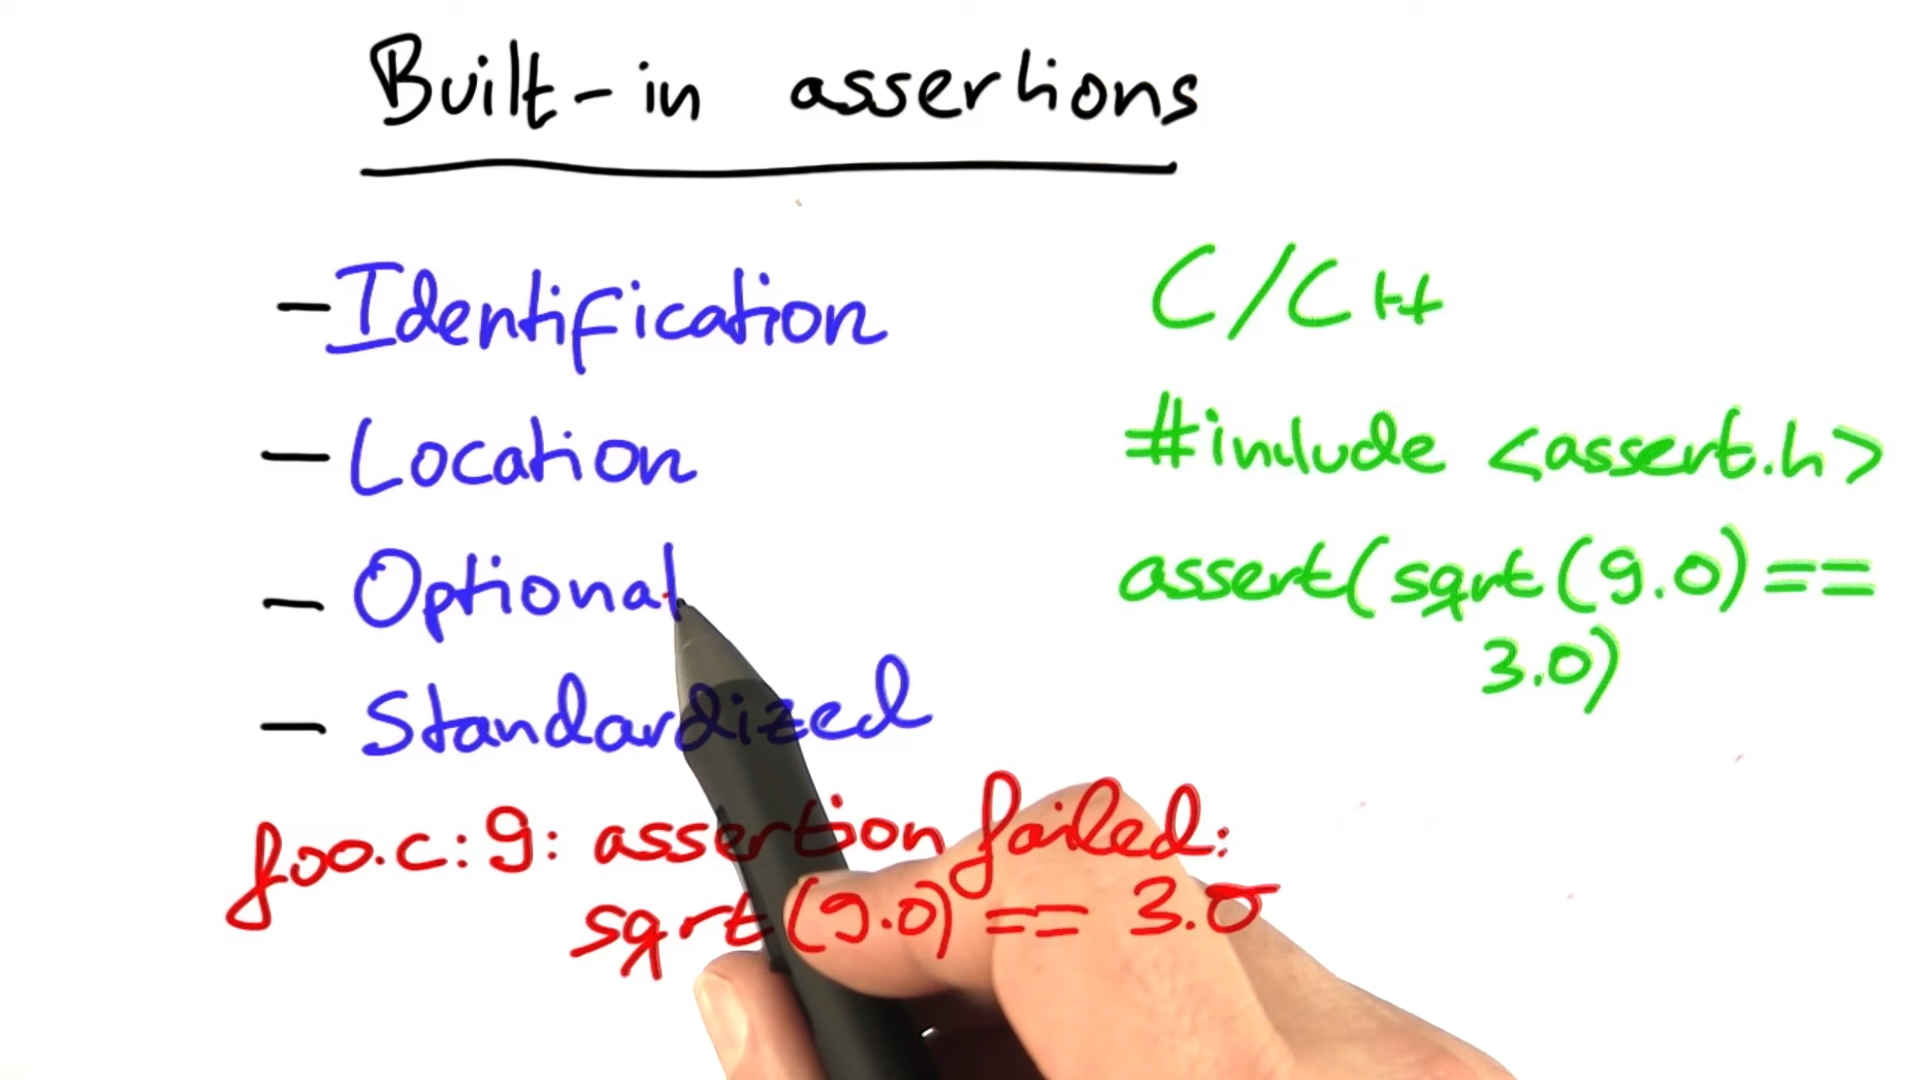 Built-in assertions
- Identification
- Location
- Optional
- Standardized
C/C++
#include <assert.h>
assert(sqrt(9.0)==
3.0)
foo.c:9: assertion failed:
sqrt(9.0) == 3.0